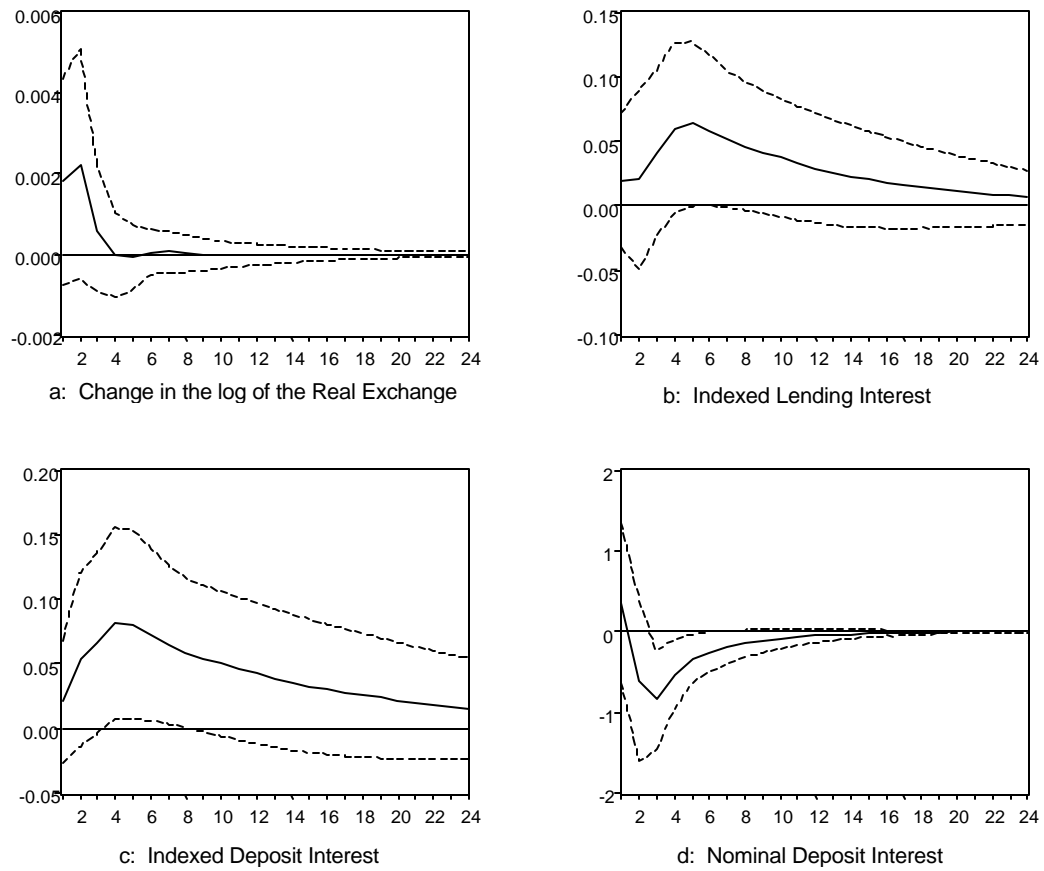 0.006
0.004
0.002
0.000
-0.002
2 4 6 8 10 12 14 16 18 20 22 24
a: Change in the log of the Real Exchange
0.15
0.10
0.05
0.00
-0.05
-0.10
2 4 6 8 10 12 14 16 18 20 22 24
b: Indexed Lending Interest
0.20
0.15
0.10
0.05
0.00
-0.05
2 4 6 8 10 12 14 16 18 20 22 24
c: Indexed Deposit Interest
2
1
0
-1
-2
2 4 6 8 10 12 14 16 18 20 22 24
d: Nominal Deposit Interest